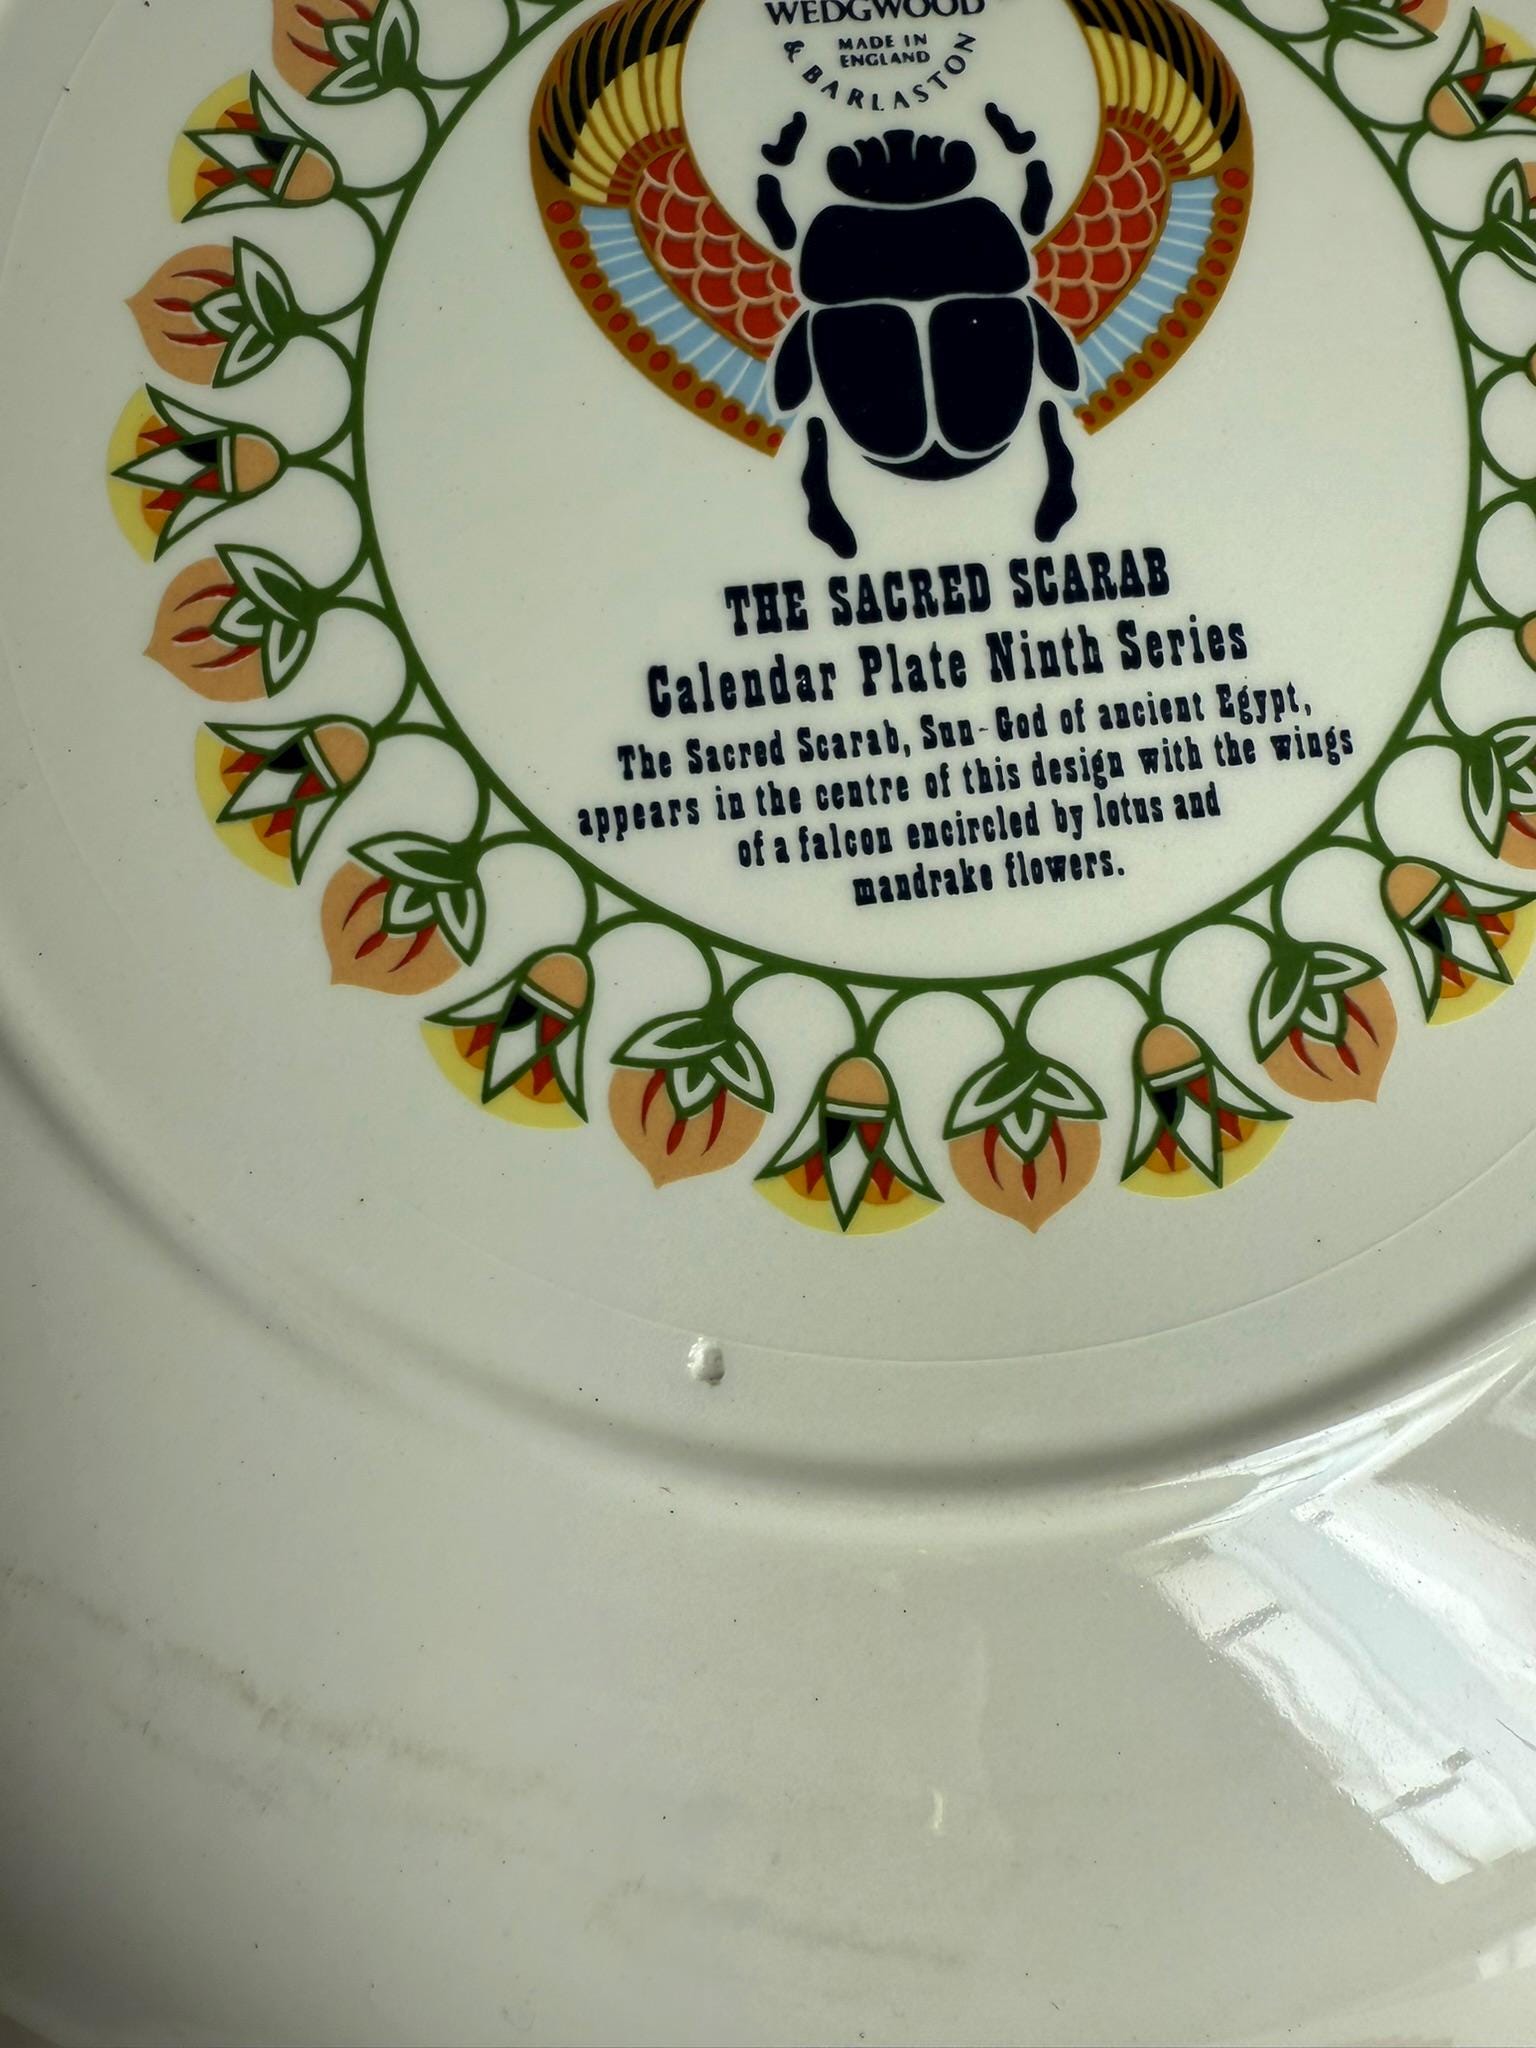 WEDGWOOD
MADE IN
ENGLAND
& BARLASTON
THE SACRED SCARAB
Calendar Plate Ninth Series
The Sacred Scarab, Sun-God of ancient Egypt,
appears in the centre of this design with the wings
of a falcon encircled by lotus and
mandrake flowers.